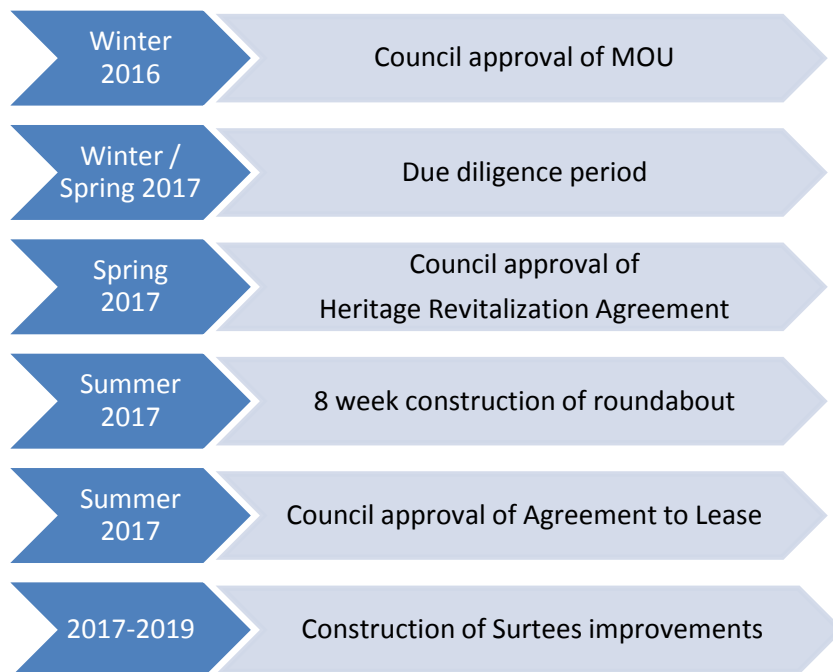 Winter
2016
Council approval of MOU
Winter /
Spring 2017
Due diligence period
Spring
2017
Council approval of
Heritage Revitalization Agreement
Summer
2017
8 week construction of roundabout
Summer
2017
Council approval of Agreement to Lease
2017-2019
Construction of Surtees improvements